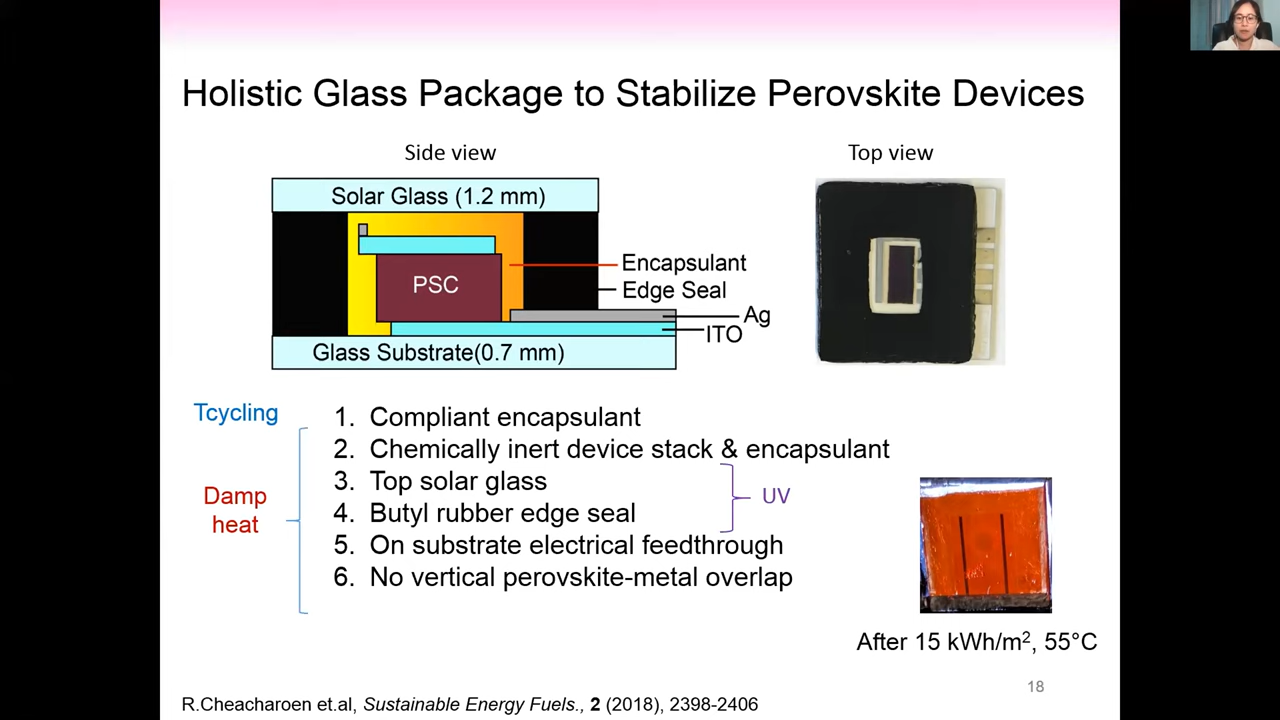 Holistic Glass Package to Stabilize Perovskite Devices
Side view
Top view
Solar Glass (1.2 mm)
PSC
Encapsulant
Edge Seal
Ag
ITO
Glass Substrate(0.7 mm)
Tcycling
Damp
heat
1. Compliant encapsulant
2. Chemically inert device stack & encapsulant
3. Top solar glass
4. Butyl rubber edge seal
5. On substrate electrical feedthrough
6. No vertical perovskite-metal overlap
UV
After 15 kWh/m², 55°C
18
R.Cheacharoen et.al, Sustainable Energy Fuels., 2 (2018), 2398-2406